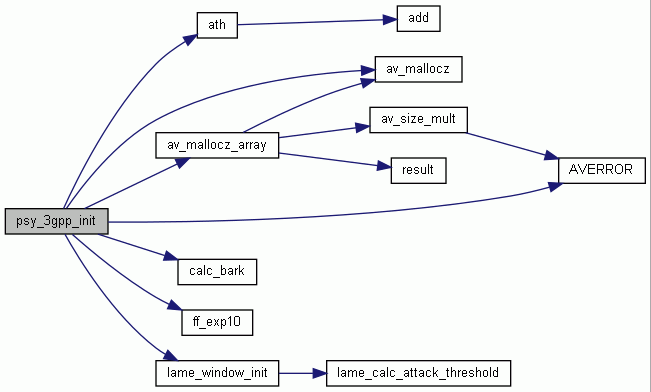 ath
add
av_mallocz
av_mallocz_array
av_size_mult
result
AVERROR
psy_3gpp_init
calc_bark
ff_exp10
lame_window_init
lame_calc_attack_threshold